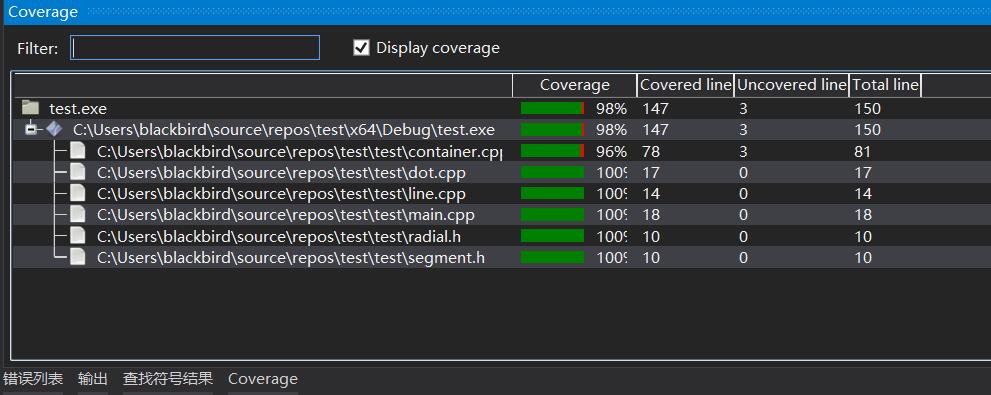 Coverage
Filter: Display coverage
Coverage Covered line Uncovered line Total line
test.exe 98% 147 3 150
C:\Users\blackbird\source\repos\test\x64\Debug\test.exe 98% 147 3 150
C:\Users\blackbird\source\repos\test\test\container.cpp 96% 78 3 81
C:\Users\blackbird\source\repos\test\test\dot.cpp 100% 17 0 17
C:\Users\blackbird\source\repos\test\test\line.cpp 100% 14 0 14
C:\Users\blackbird\source\repos\test\test\main.cpp 100% 18 0 18
C:\Users\blackbird\source\repos\test\test\radial.h 100% 10 0 10
C:\Users\blackbird\source\repos\test\test\segment.h 100% 10 0 10
错误列表 输出 查找符号结果 Coverage